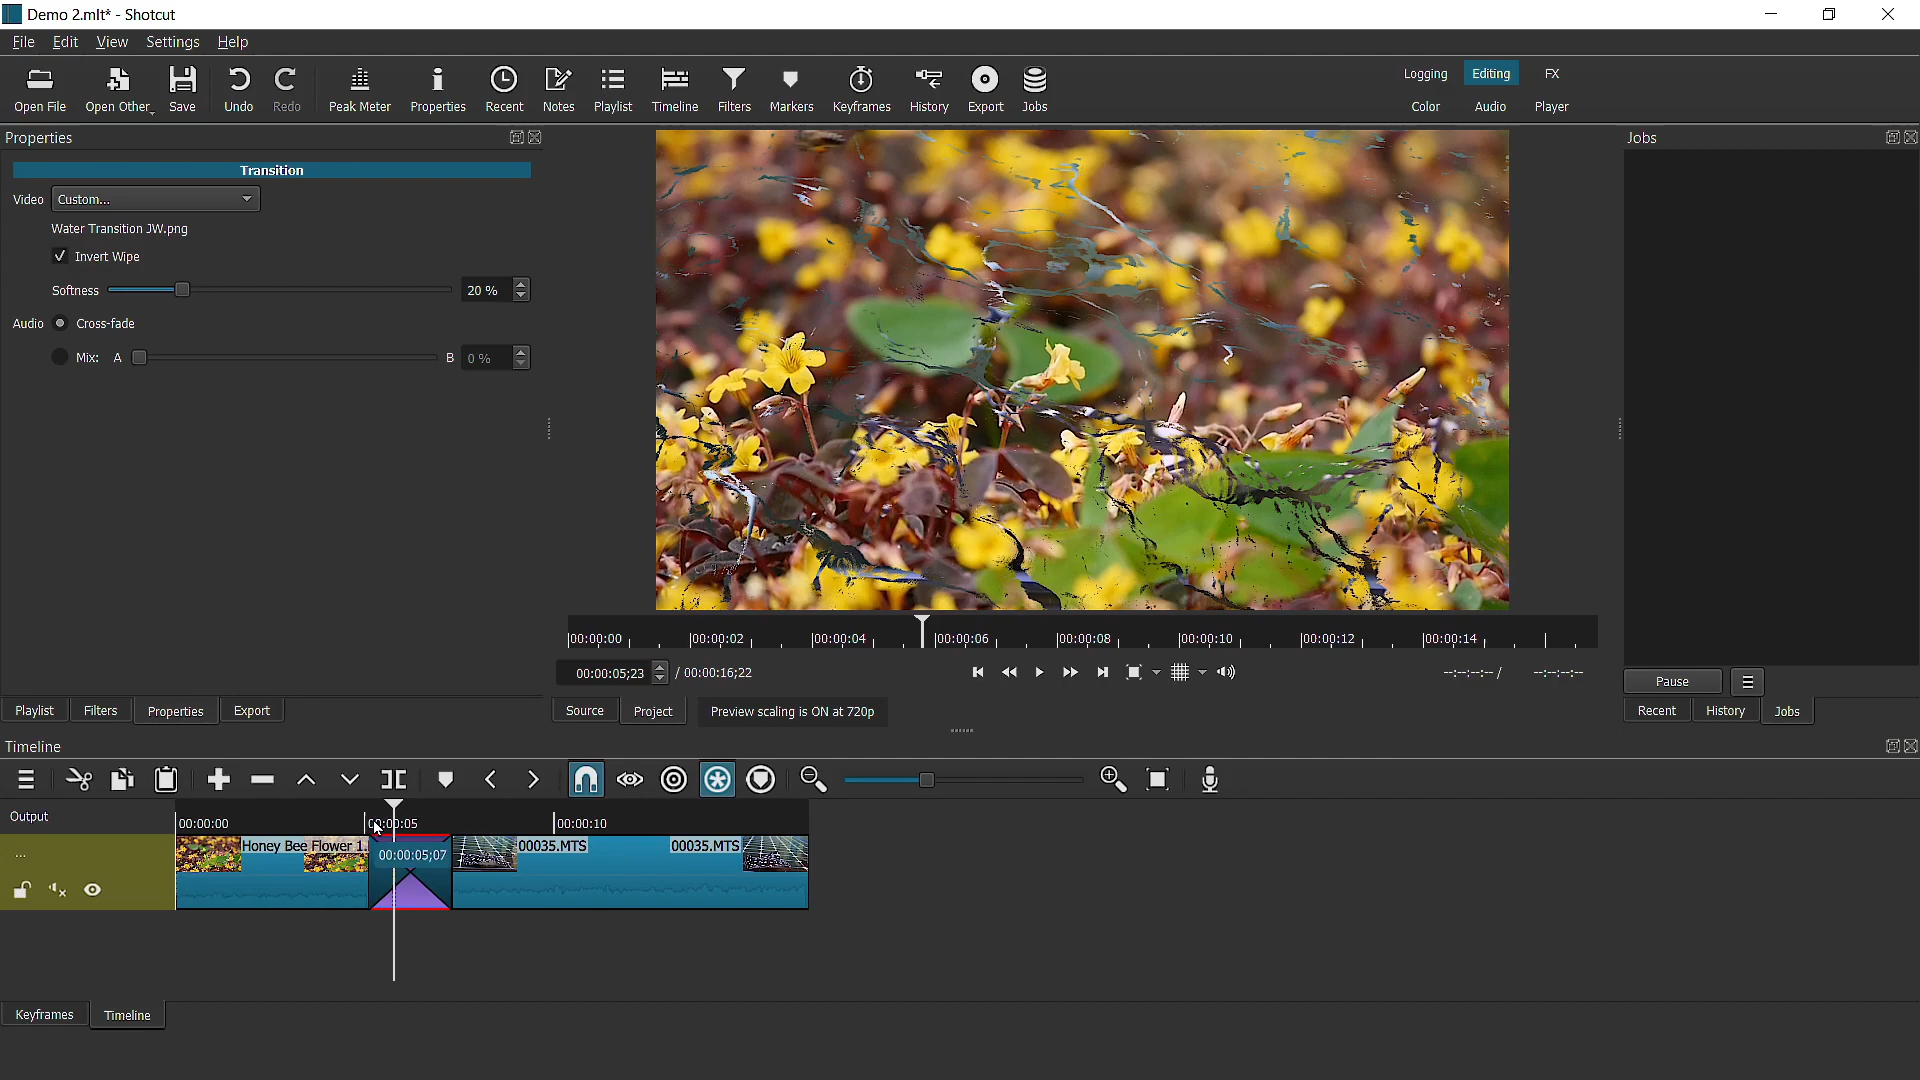 Demo 2.mlt* - Shotcut
File Edit View Settings Help
Open File Open Other Save Undo Redo Peak Meter Properties Recent Notes Playlist Timeline Filters Markers Keyframes History Export Jobs
Logging Editing FX
Color Audio Player
Properties
Transition
Video Custom...
Water Transition JW.png
Invert Wipe
Softness 20 %
Audio Cross-fade
Mix: A B 0 %
Jobs
00:00:00 00:00:02 00:00:04 00:00:06 00:00:08 00:00:10 00:00:12 00:00:14
00:00:05;23 / 00:00:16;22 --:--:--:-- / --:--:--:--
Pause
Playlist Filters Properties Export
Source Project Preview scaling is ON at 720p
Recent History Jobs
Timeline
Output
00:00:00 00:00:05 00:00:10
Honey Bee Flower 1. 00035.MTS 00035.MTS
... 00:00:05;07
Keyframes Timeline